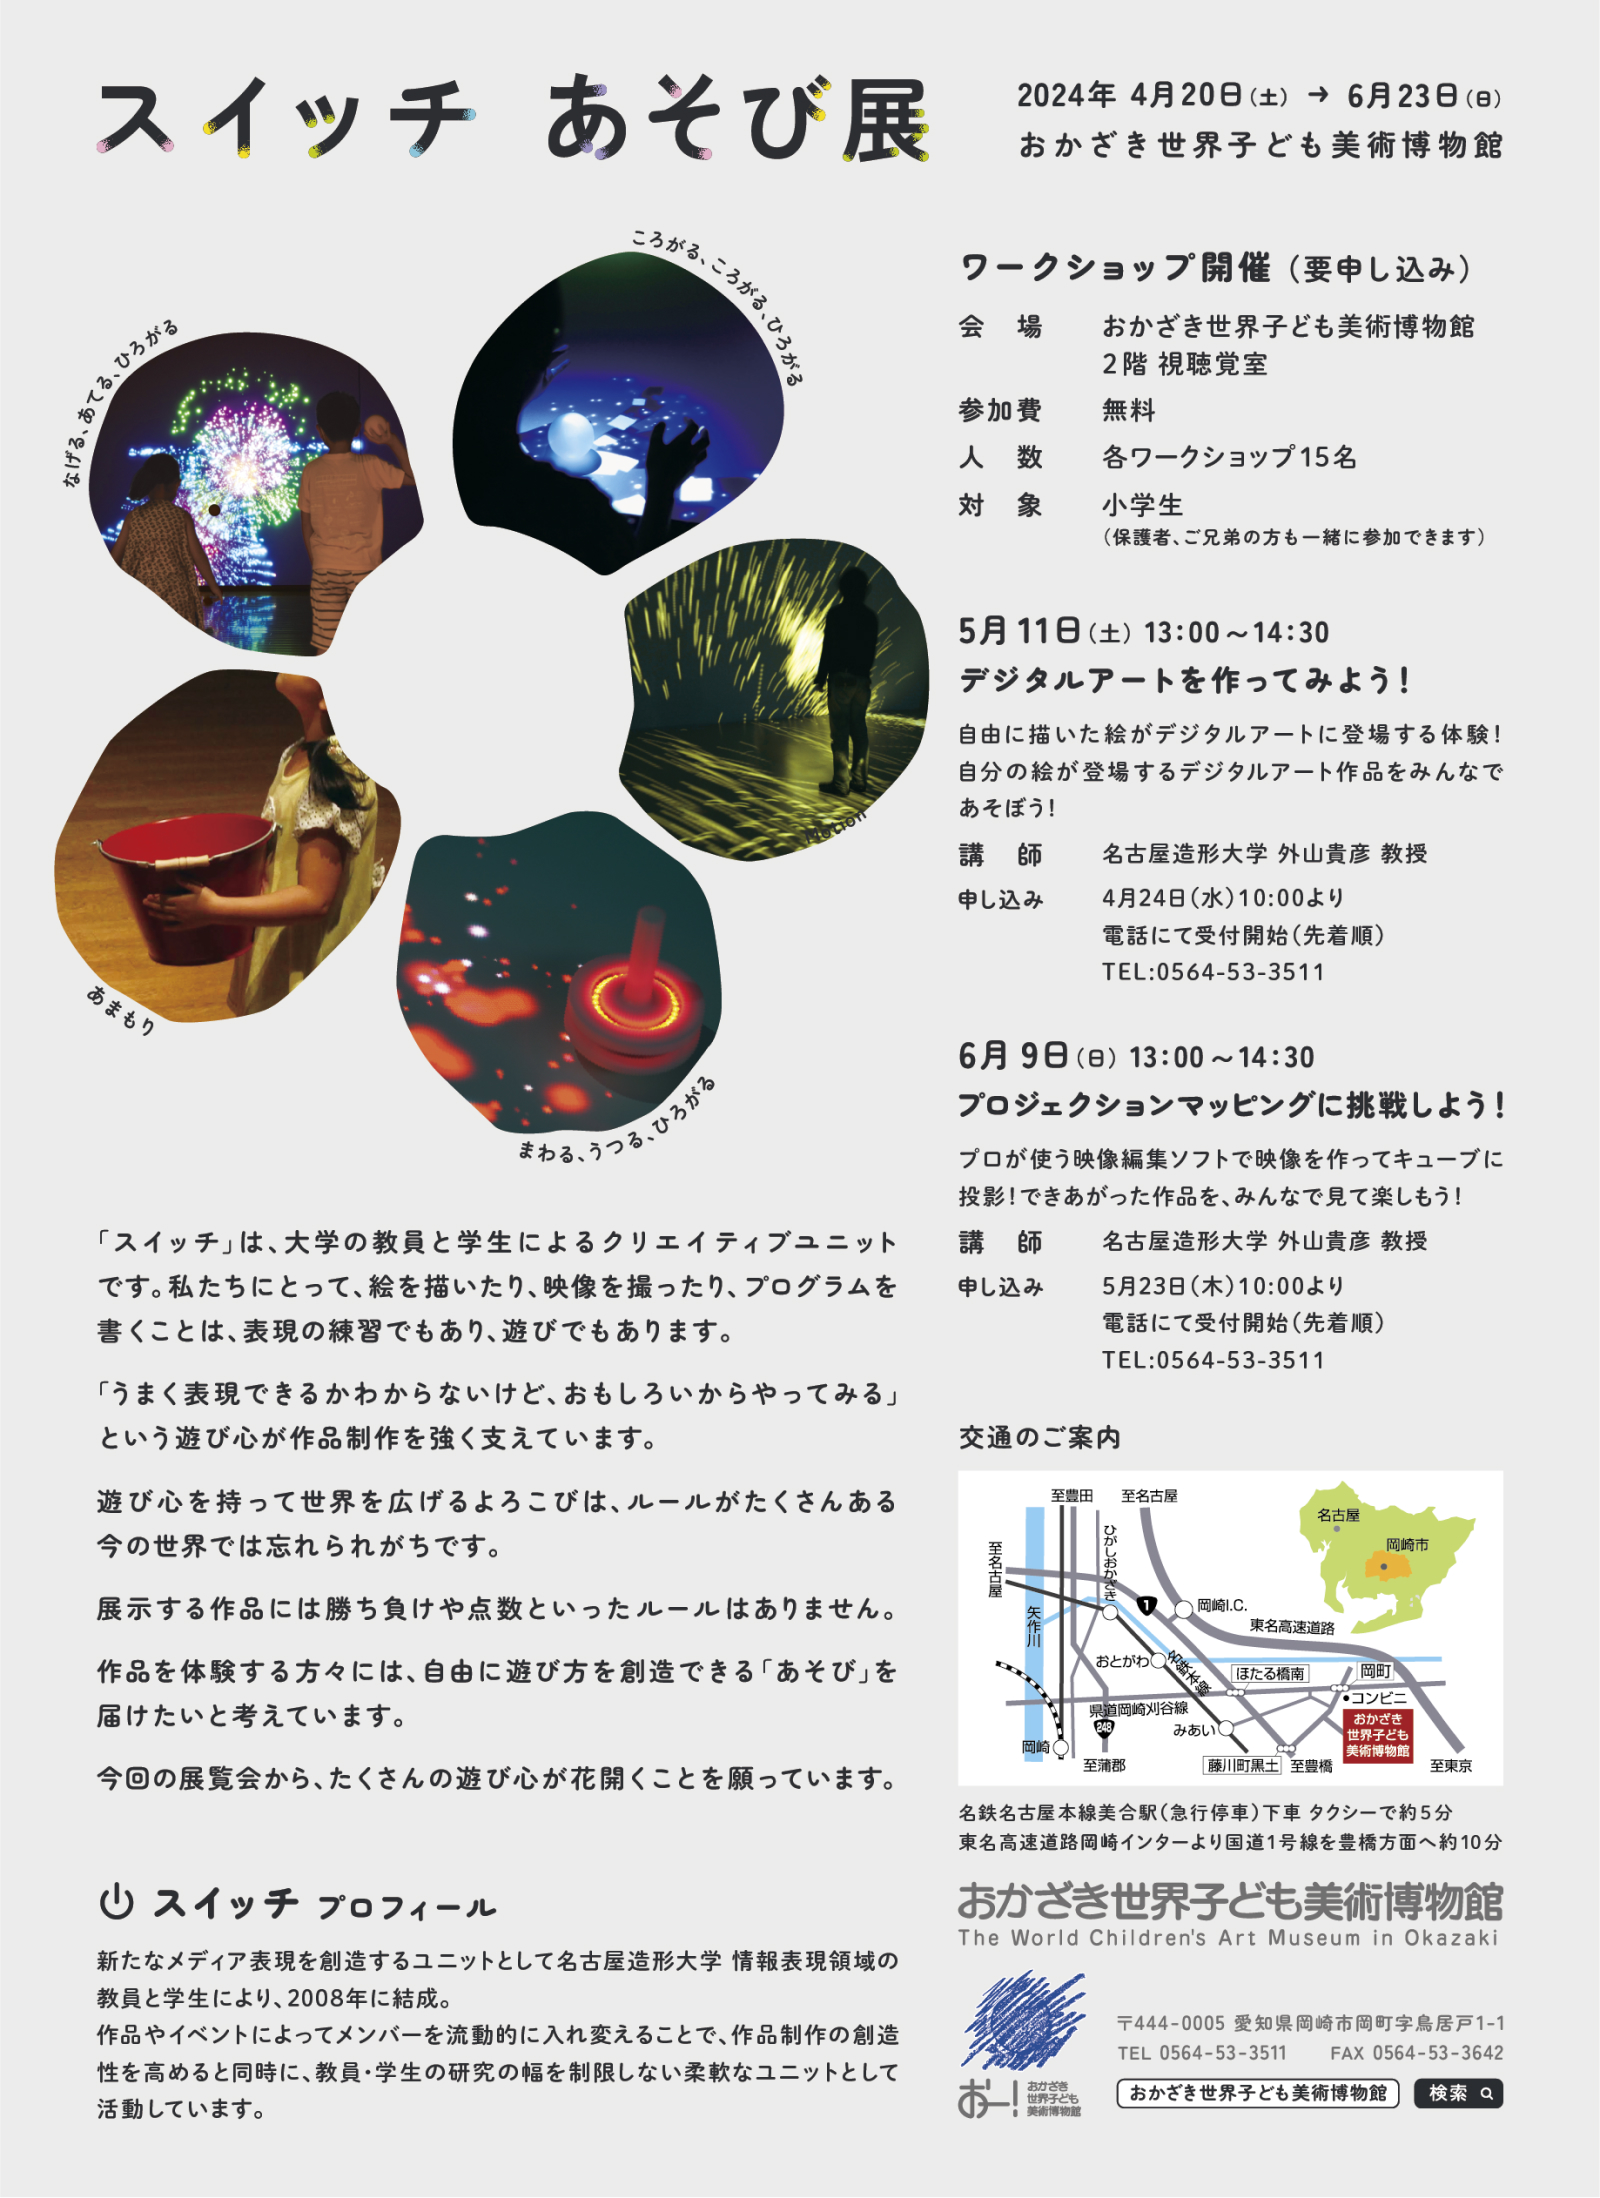 スイッチ あそび展
2024年 4月20日（土）→ 6月23日（日）
おかざき世界子ども美術博物館
なげる、あてる、ひろがる
ころがる、ころがる、ひろがる
Motion
あまもり
まわる、うつる、ひろがる
「スイッチ」は、大学の教員と学生によるクリエイティブユニット
です。私たちにとって、絵を描いたり、映像を撮ったり、プログラムを
書くことは、表現の練習でもあり、遊びでもあります。
「うまく表現できるかわからないけど、おもしろいからやってみる」
という遊び心が作品制作を強く支えています。
遊び心を持って世界を広げるよろこびは、ルールがたくさんある
今の世界では忘れられがちです。
展示する作品には勝ち負けや点数といったルールはありません。
作品を体験する方々には、自由に遊び方を創造できる「あそび」を
届けたいと考えています。
今回の展覧会から、たくさんの遊び心が花開くことを願っています。
スイッチ プロフィール
新たなメディア表現を創造するユニットとして名古屋造形大学 情報表現領域の
教員と学生により、2008年に結成。
作品やイベントによってメンバーを流動的に入れ変えることで、作品制作の創造
性を高めると同時に、教員・学生の研究の幅を制限しない柔軟なユニットとして
活動しています。
ワークショップ開催（要申し込み）
会 場 おかざき世界子ども美術博物館
2階 視聴覚室
参加費 無料
人 数 各ワークショップ15名
対 象 小学生
（保護者、ご兄弟の方も一緒に参加できます）
5月11日（土） 13:00～14:30
デジタルアートを作ってみよう！
自由に描いた絵がデジタルアートに登場する体験！
自分の絵が登場するデジタルアート作品をみんなで
あそぼう！
講 師 名古屋造形大学 外山貴彦 教授
申し込み 4月24日（水）10:00より
電話にて受付開始（先着順）
TEL:0564-53-3511
6月9日（日） 13:00～14:30
プロジェクションマッピングに挑戦しよう！
プロが使う映像編集ソフトで映像を作ってキューブに
投影！できあがった作品を、みんなで見て楽しもう！
講 師 名古屋造形大学 外山貴彦 教授
申し込み 5月23日（木）10:00より
電話にて受付開始（先着順）
TEL:0564-53-3511
交通のご案内
至豊田
至名古屋
名古屋
岡崎市
至名古屋
ひがしおかざき
矢作川
1
岡崎I.C.
東名高速道路
おとがわ
名鉄本線
ほたる橋南
岡町
コンビニ
県道岡崎刈谷線
248
みあい
おかざき
世界子ども
美術博物館
岡崎
至蒲郡
藤川町黒土
至豊橋
至東京
名鉄名古屋本線美合駅（急行停車）下車 タクシーで約5分
東名高速道路岡崎インターより国道1号線を豊橋方面へ約10分
おかざき世界子ども美術博物館
The World Children's Art Museum in Okazaki
〒444-0005 愛知県岡崎市岡町字鳥居戸1-1
TEL 0564-53-3511 FAX 0564-53-3642
おー！
おかざき
世界子ども
美術博物館
おかざき世界子ども美術博物館 検索